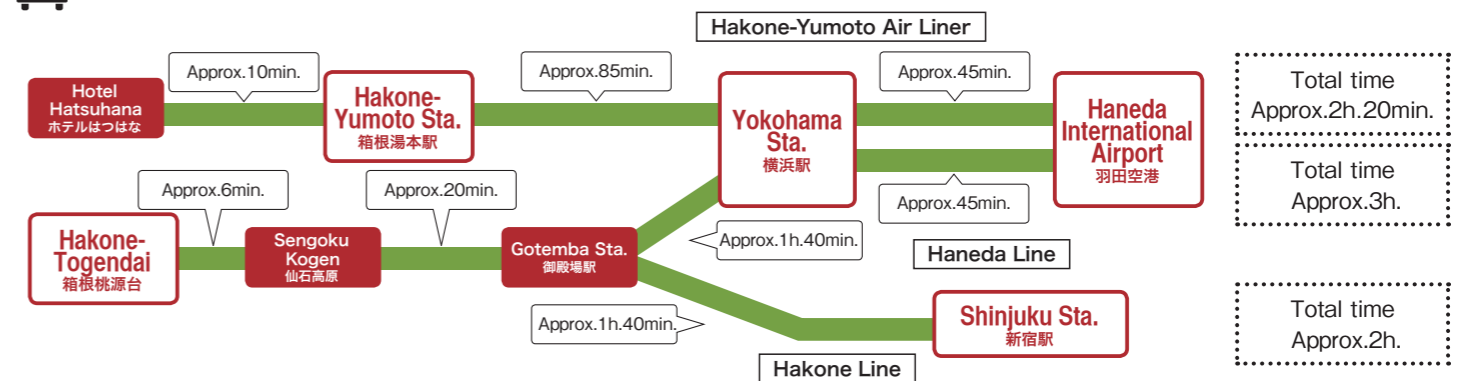 Hakone-Yumoto Air Liner
Approx.10min.
Approx.85min.
Approx.45min.
Hotel
Hatsuhana
ホテルはつはな
Hakone-
Yumoto Sta.
箱根湯本駅
Yokohama
Sta.
横浜駅
Haneda
International
Airport
羽田空港
Total time
Approx.2h.20min.
Approx.6min.
Approx.20min.
Approx.45min.
Total time
Approx.3h.
Hakone-
Togendai
箱根桃源台
Sengoku
Kogen
仙石高原
Gotemba Sta.
御殿場駅
Approx.1h.40min.
Haneda Line
Approx.1h.40min.
Shinjuku Sta.
新宿駅
Total time
Approx.2h.
Hakone Line